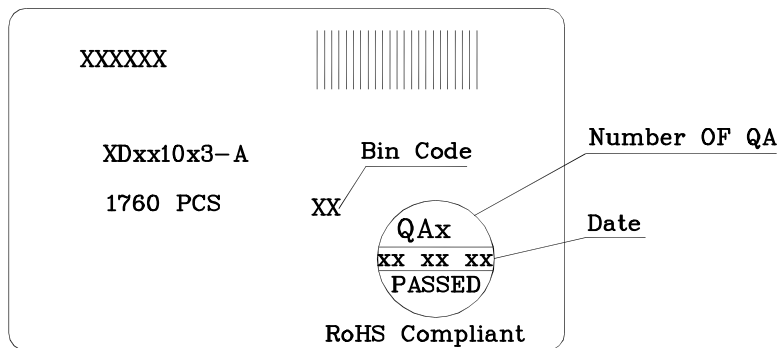 XXXXXX
XDxx10x3-A
Bin Code
Number OF QA
1760 PCS
XX
QAx
Date
xx xx xx
PASSED
RoHS Compliant